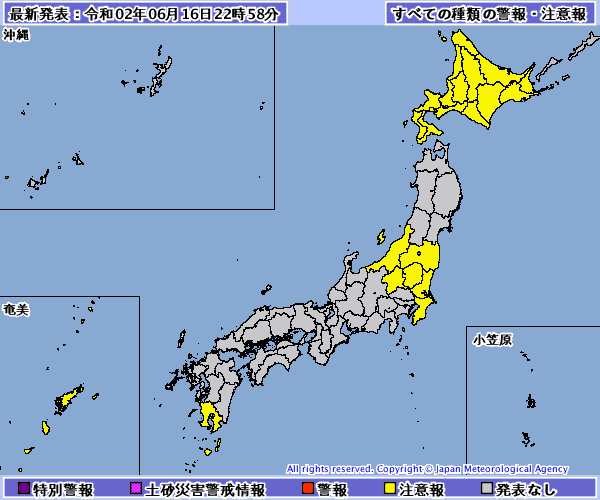 最新発表：令和02年06月16日22時58分
すべての種類の警報・注意報
沖縄
奄美
小笠原
All rights reserved. Copyright © Japan Meteorological Agency
特別警報 土砂災害警戒情報 警報 注意報 発表なし